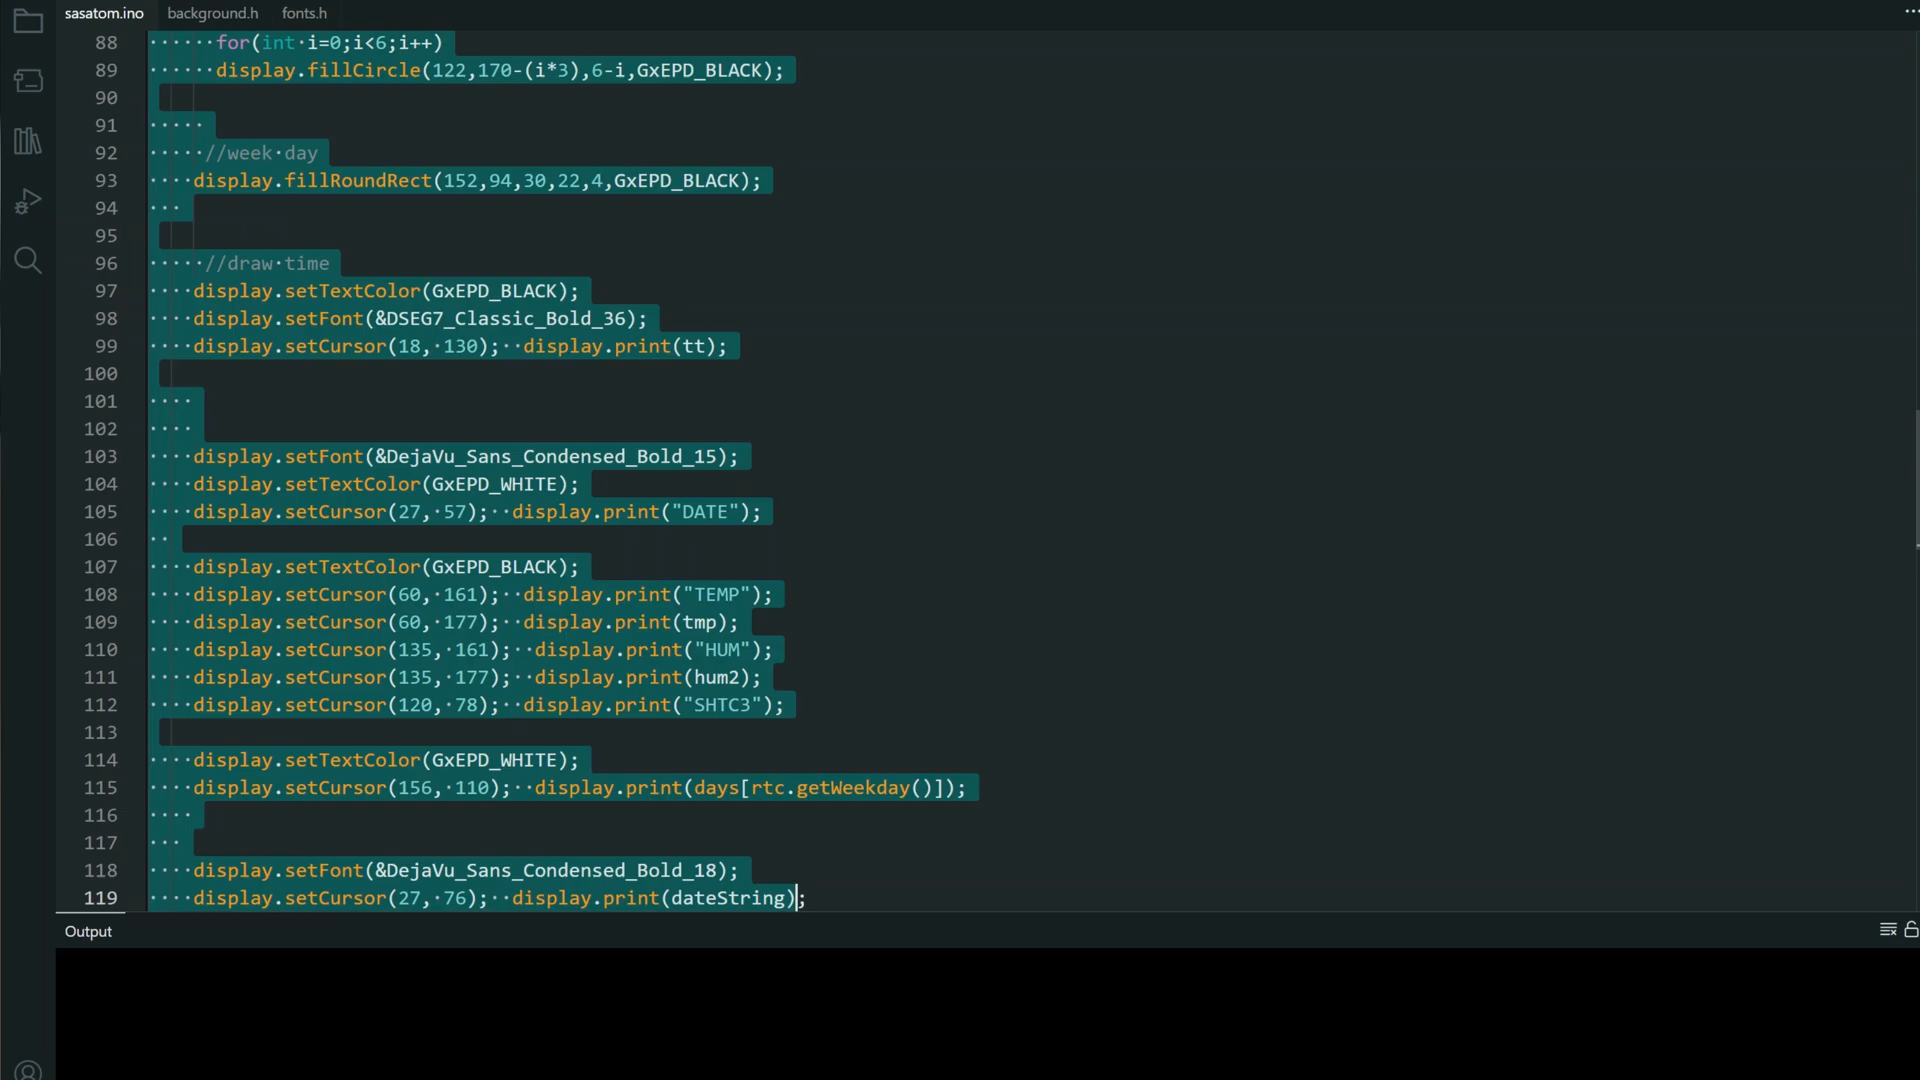 sasatom.ino background.h fonts.h
88 for(int i=0;i<6;i++)
89 display.fillCircle(122,170-(i*3),6-i,GxEPD_BLACK);
90
91
92 //week day
93 display.fillRoundRect(152,94,30,22,4,GxEPD_BLACK);
94
95
96 //draw time
97 display.setTextColor(GxEPD_BLACK);
98 display.setFont(&DSEG7_Classic_Bold_36);
99 display.setCursor(18, 130);  display.print(tt);
100
101
102
103 display.setFont(&DejaVu_Sans_Condensed_Bold_15);
104 display.setTextColor(GxEPD_WHITE);
105 display.setCursor(27, 57);  display.print("DATE");
106
107 display.setTextColor(GxEPD_BLACK);
108 display.setCursor(60, 161);  display.print("TEMP");
109 display.setCursor(60, 177);  display.print(tmp);
110 display.setCursor(135, 161);  display.print("HUM");
111 display.setCursor(135, 177);  display.print(hum2);
112 display.setCursor(120, 78);  display.print("SHTC3");
113
114 display.setTextColor(GxEPD_WHITE);
115 display.setCursor(156, 110);  display.print(days[rtc.getWeekday()]);
116
117
118 display.setFont(&DejaVu_Sans_Condensed_Bold_18);
119 display.setCursor(27, 76);  display.print(dateString);
Output